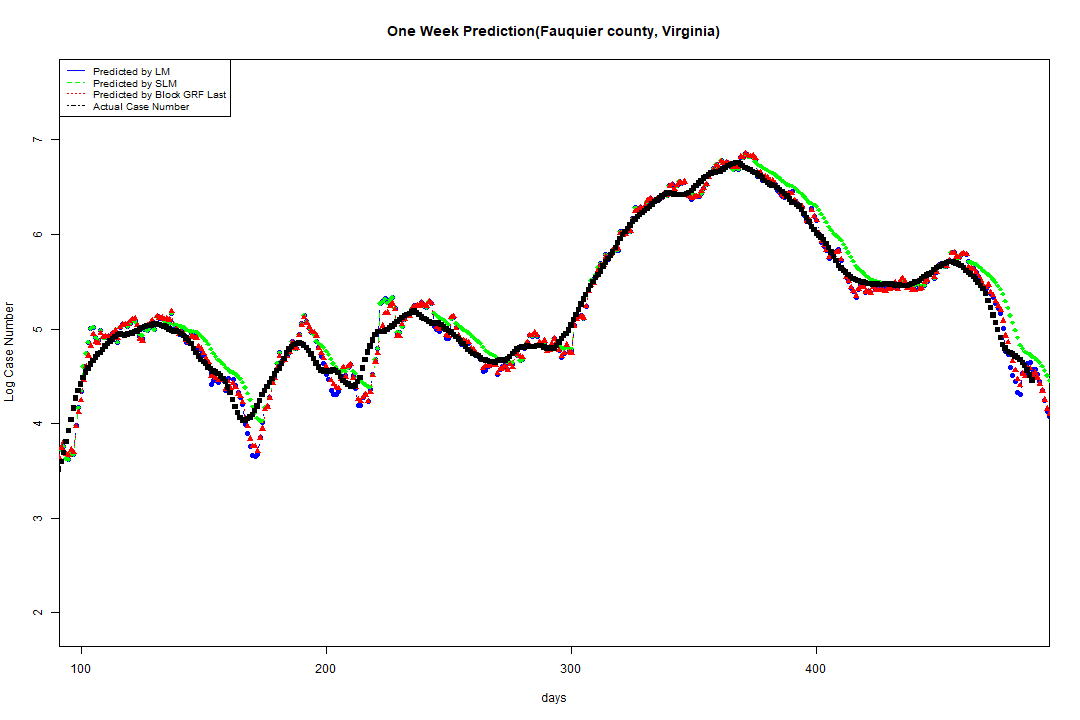 One Week Prediction(Fauquier county, Virginia)
Predicted by LM
Predicted by SLM
Predicted by Block GRF Last
Actual Case Number
Log Case Number
7
6
5
4
3
2
100 200 300 400
days